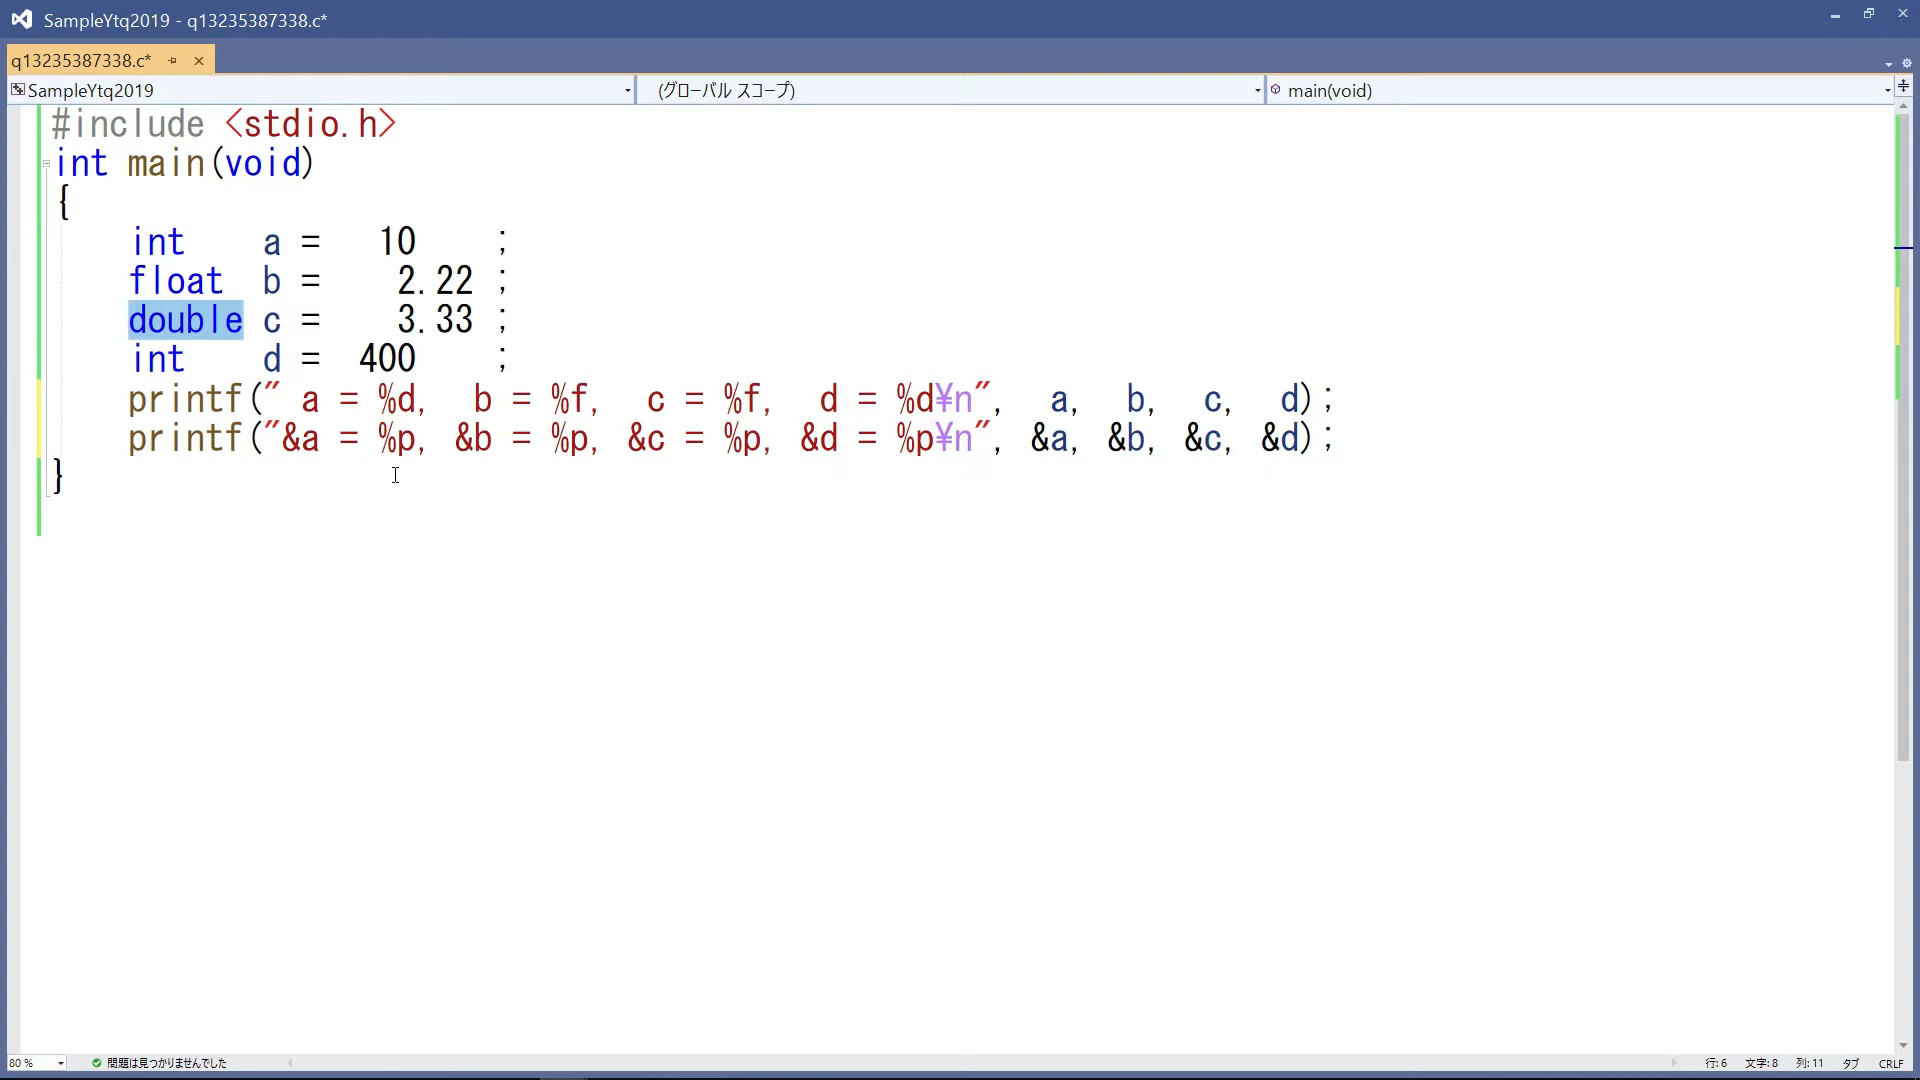 SampleYtq2019 - q13235387338.c*
q13235387338.c*
SampleYtq2019
(グローバル スコープ)
main(void)
#include <stdio.h>
int main(void)
{
int a = 10 ;
float b = 2.22 ;
double c = 3.33 ;
int d = 400 ;
printf(" a = %d, b = %f, c = %f, d = %d¥n", a, b, c, d);
printf("&a = %p, &b = %p, &c = %p, &d = %p¥n", &a, &b, &c, &d);
}
80 %
問題は見つかりませんでした
行: 6
文字: 8
列: 11
タブ
CRLF